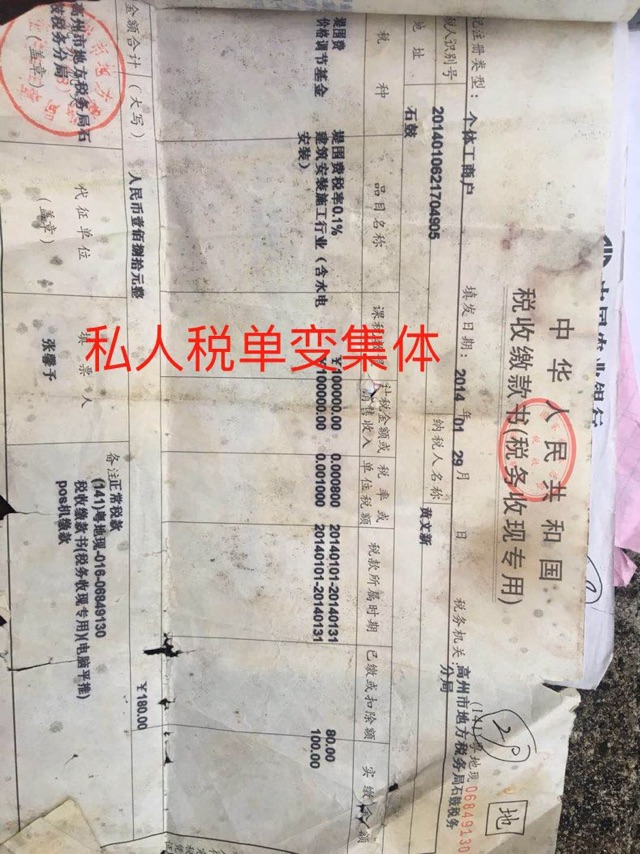 中华人民共和国
税收缴款书(税务收现专用)
地
(141)粤地现 06849130
注册类型：个体工商户
填发日期：2014 年 01 29 月 日
税务机关 高州市地方税务局石鼓税务
分局
识别号 2014010621704905
纳税人名称 黄文新
地址 石鼓
税种 品目名称 计税金额或销售收入 税率或单位税额 税款所属时期 已缴或扣除额 实缴金额
堤围费 堤围费税率0.1% ¥100000.00 0.000800 20140101-20140131 80.00
价格调节基金 建筑安装施工行业（含水电安装） ¥100000.00 0.001000 20140101-20140131 100.00
金额合计 (大写) 人民币壹佰捌拾元整 ¥180.00
高州市地方税务局石
鼓税务分局
(盖章)
代征单位
(盖章)
填票人
张馨予
备注 正常税款
(141)粤地现-016-06849130
税收缴款书(税务收现专用)(电脑平推)
pos机缴款
私人税单变集体
20